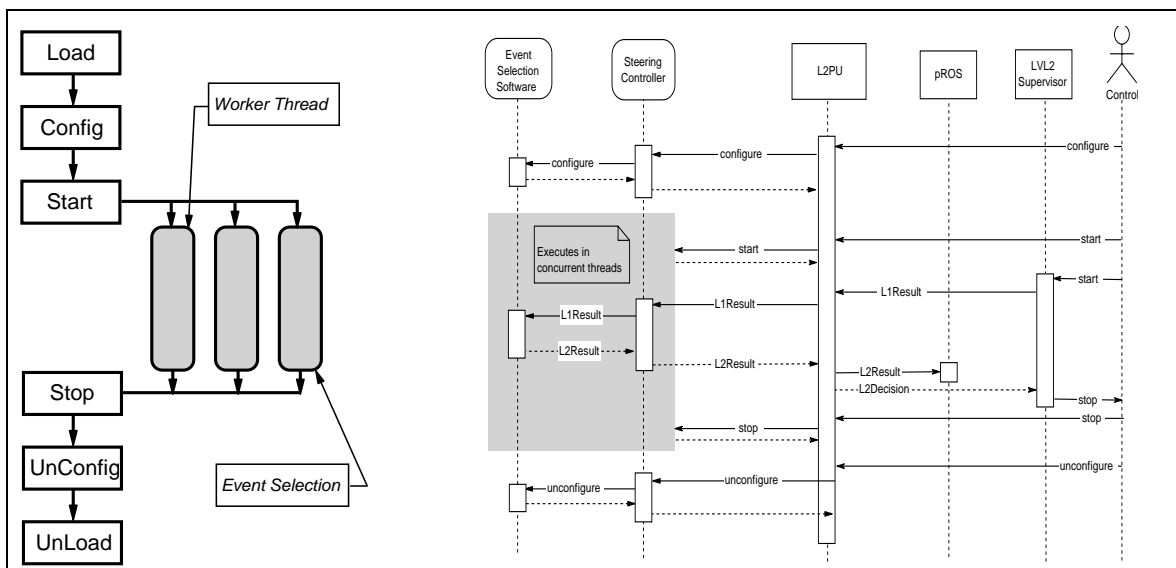 Load
Config
Start
Worker Thread
Stop
UnConfig
UnLoad
Event Selection
Event
Selection
Software
Steering
Controller
L2PU
pROS
LVL2
Supervisor
Control
configure
configure
configure
Executes in
concurrent threads
start
start
start
L1Result
L1Result
L1Result
L2Result
L2Result
L2Result
L2Decision
stop
stop
stop
unconfigure
unconfigure
unconfigure